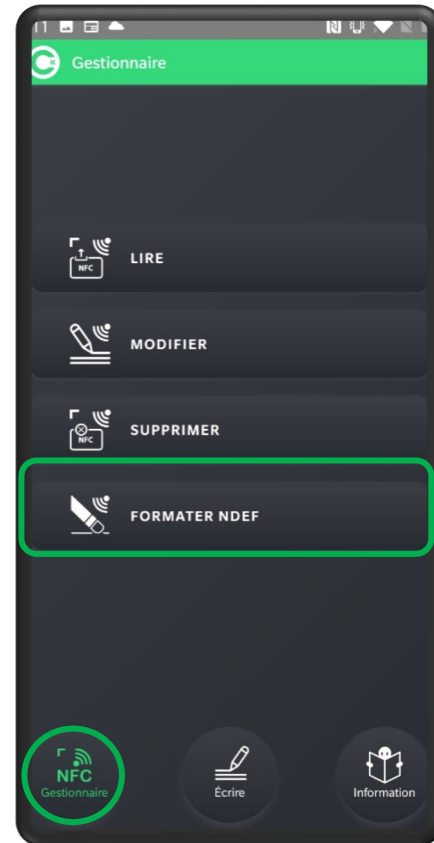 Gestionnaire
NFC
LIRE
MODIFIER
NFC
SUPPRIMER
FORMATER NDEF
NFC
Gestionnaire
Écrire
Information